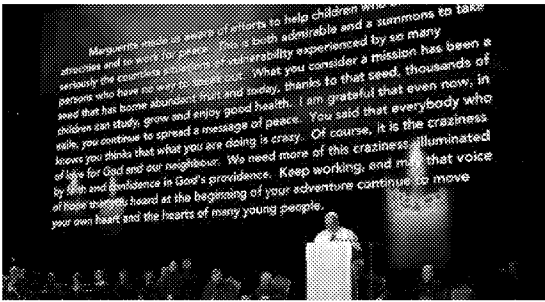 Marguerite made us aware of efforts to help children who
atrocities and to work for peace. This is both admirable and a summons to take
seriously the countless of vulnerability experienced by so many
persons who have no way to speak out. What you consider a mission has been a
seed that has borne abundant fruit and today, thanks to that seed, thousands of
children can study, grow and enjoy good health. I am grateful that even now, in
exile, you continue to spread a message of peace. You said that everybody who
knows you thinks that what you are doing is crazy. Of course, it is the craziness
of love for God and our neighbour. We need more of this craziness, illuminated
by faith and confidence in God's providence. Keep working, and may that voice
of hope that you heard at the beginning of your adventure continue to move
your own heart and the hearts of many young people.